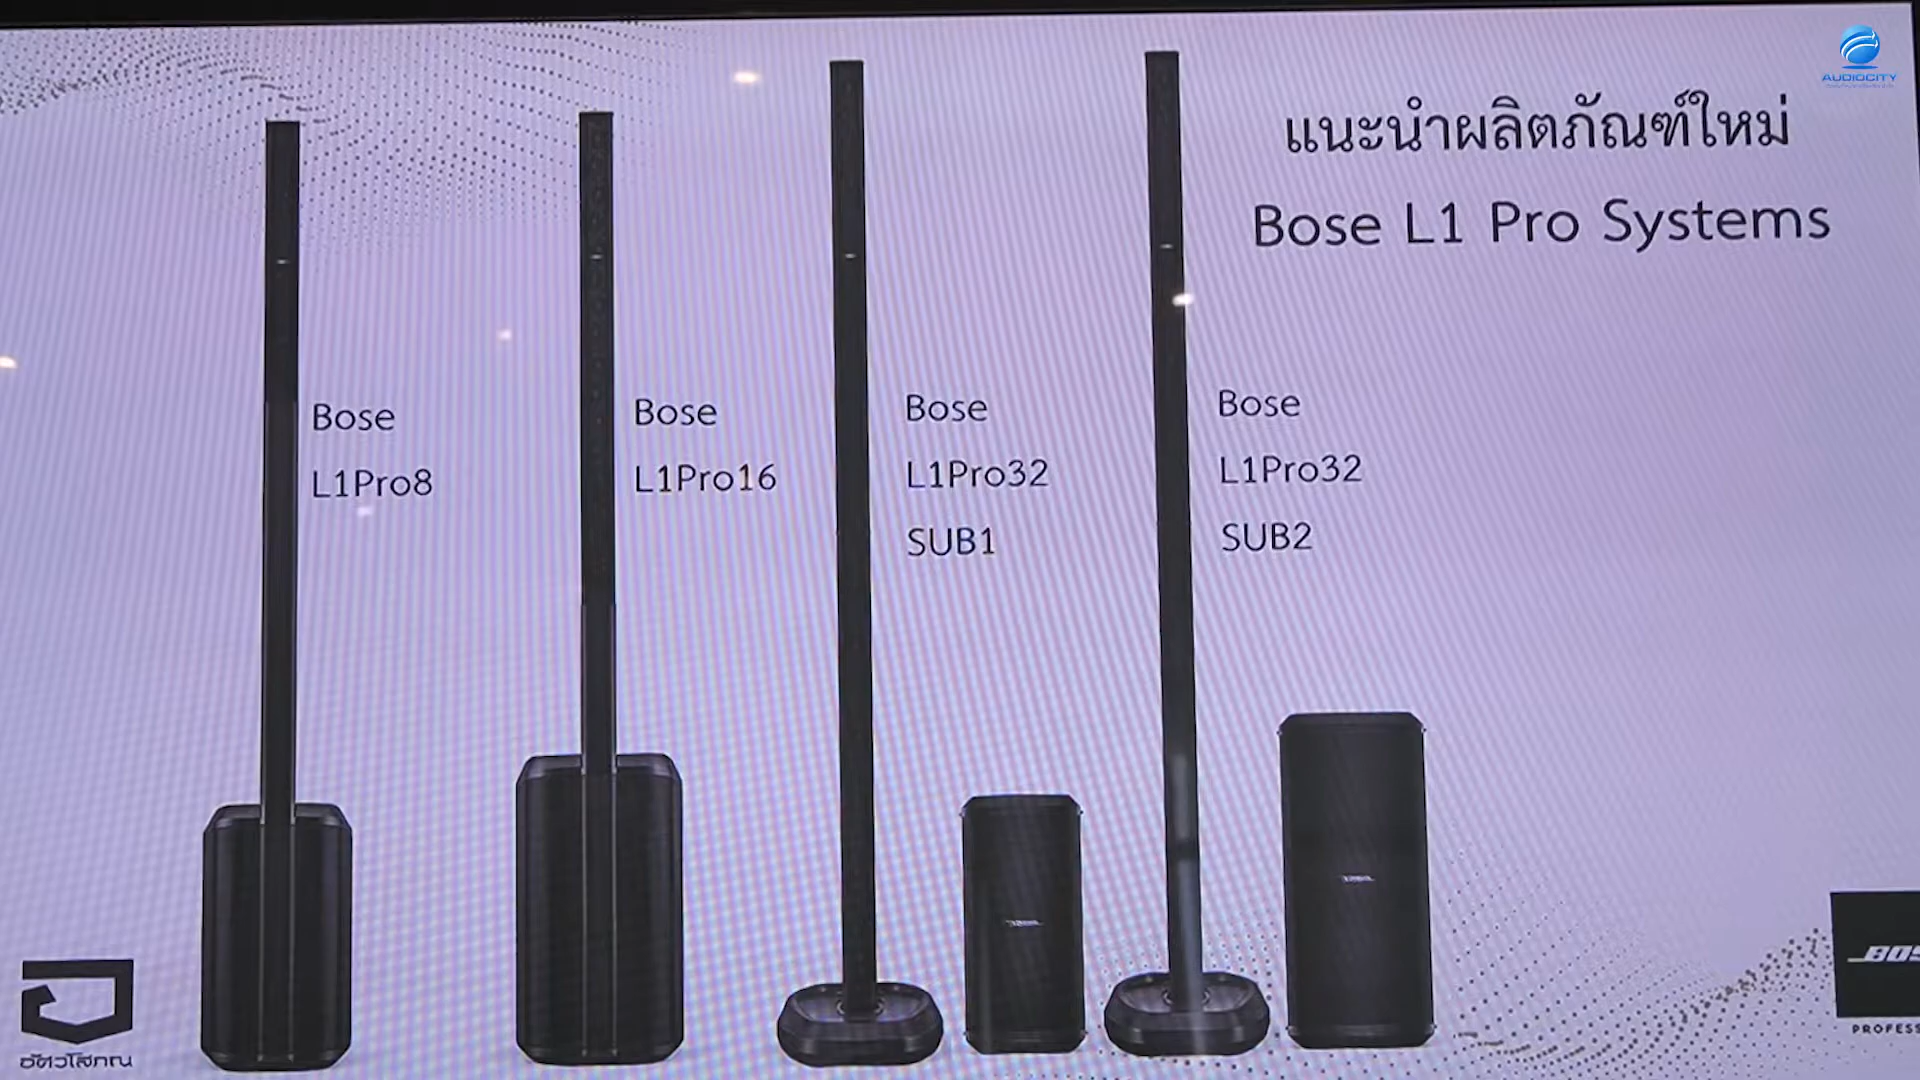 AUDIOCITY
แนะนำผลิตภัณฑ์ใหม่
Bose L1 Pro Systems
Bose
L1Pro8
Bose
L1Pro16
Bose
L1Pro32
SUB1
Bose
L1Pro32
SUB2
อัศวโสภณ
BOS
PROFESS